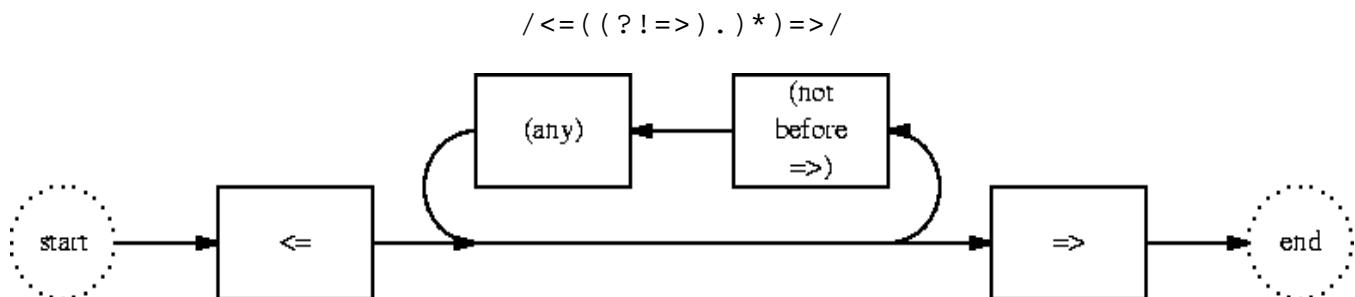 /<=((?!=>).)*)=>/
(any)
(not
before
=>)
start
<=
=>
end